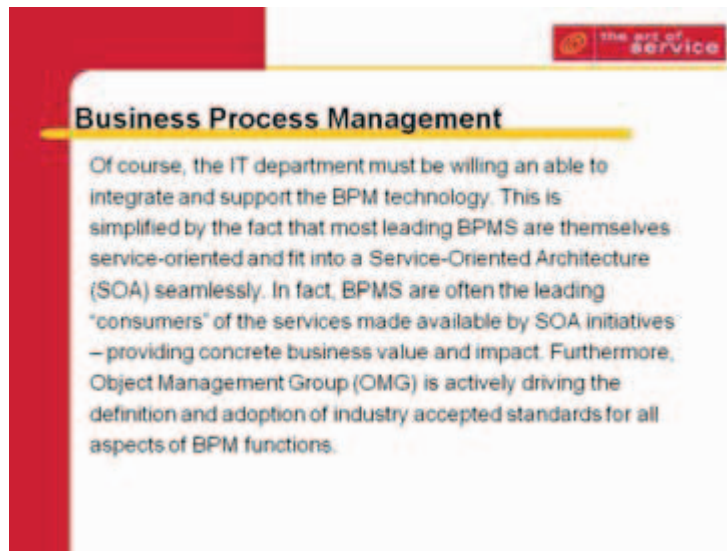 the art of
service
Business Process Management
Of course, the IT department must be willing an able to
integrate and support the BPM technology. This is
simplified by the fact that most leading BPMS are themselves
service-oriented and fit into a Service-Oriented Architecture
(SOA) seamlessly. In fact, BPMS are often the leading
“consumers” of the services made available by SOA initiatives
– providing concrete business value and impact. Furthermore,
Object Management Group (OMG) is actively driving the
definition and adoption of industry accepted standards for all
aspects of BPM functions.